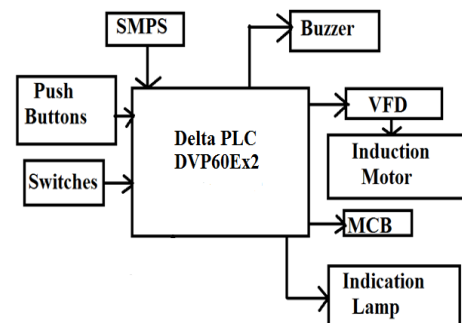 SMPS
Buzzer
Push
Buttons
VFD
Delta PLC
DVP60Ex2
Induction
Motor
Switches
MCB
Indication
Lamp